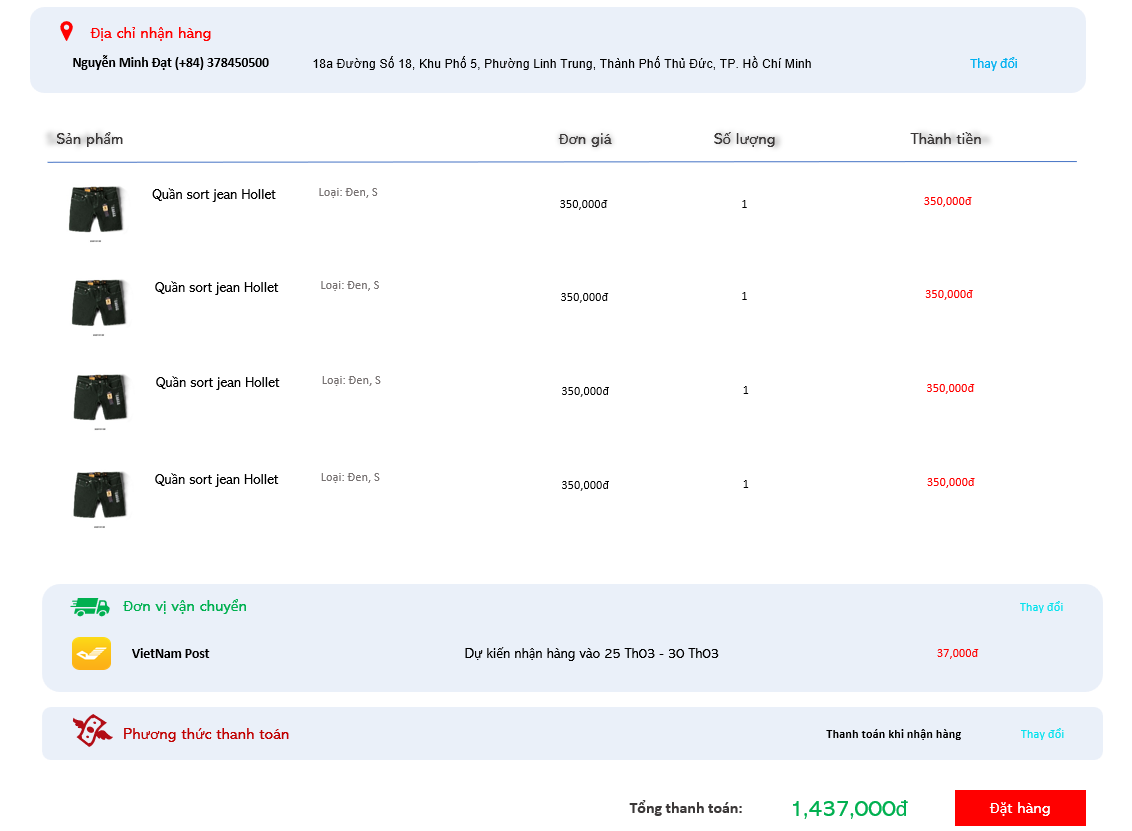 Địa chỉ nhận hàng
Nguyễn Minh Đạt (+84) 378450500 18a Đường Số 18, Khu Phố 5, Phường Linh Trung, Thành Phố Thủ Đức, TP. Hồ Chí Minh Thay đổi
Sản phẩm Đơn giá Số lượng Thành tiền
Quần sort jean Hollet Loại: Đen, S 350,000đ 1 350,000đ
Quần sort jean Hollet Loại: Đen, S 350,000đ 1 350,000đ
Quần sort jean Hollet Loại: Đen, S 350,000đ 1 350,000đ
Quần sort jean Hollet Loại: Đen, S 350,000đ 1 350,000đ
Đơn vị vận chuyển Thay đổi
VietNam Post Dự kiến nhận hàng vào 25 Th03 - 30 Th03 37,000đ
Phương thức thanh toán Thanh toán khi nhận hàng Thay đổi
Tổng thanh toán: 1,437,000đ Đặt hàng